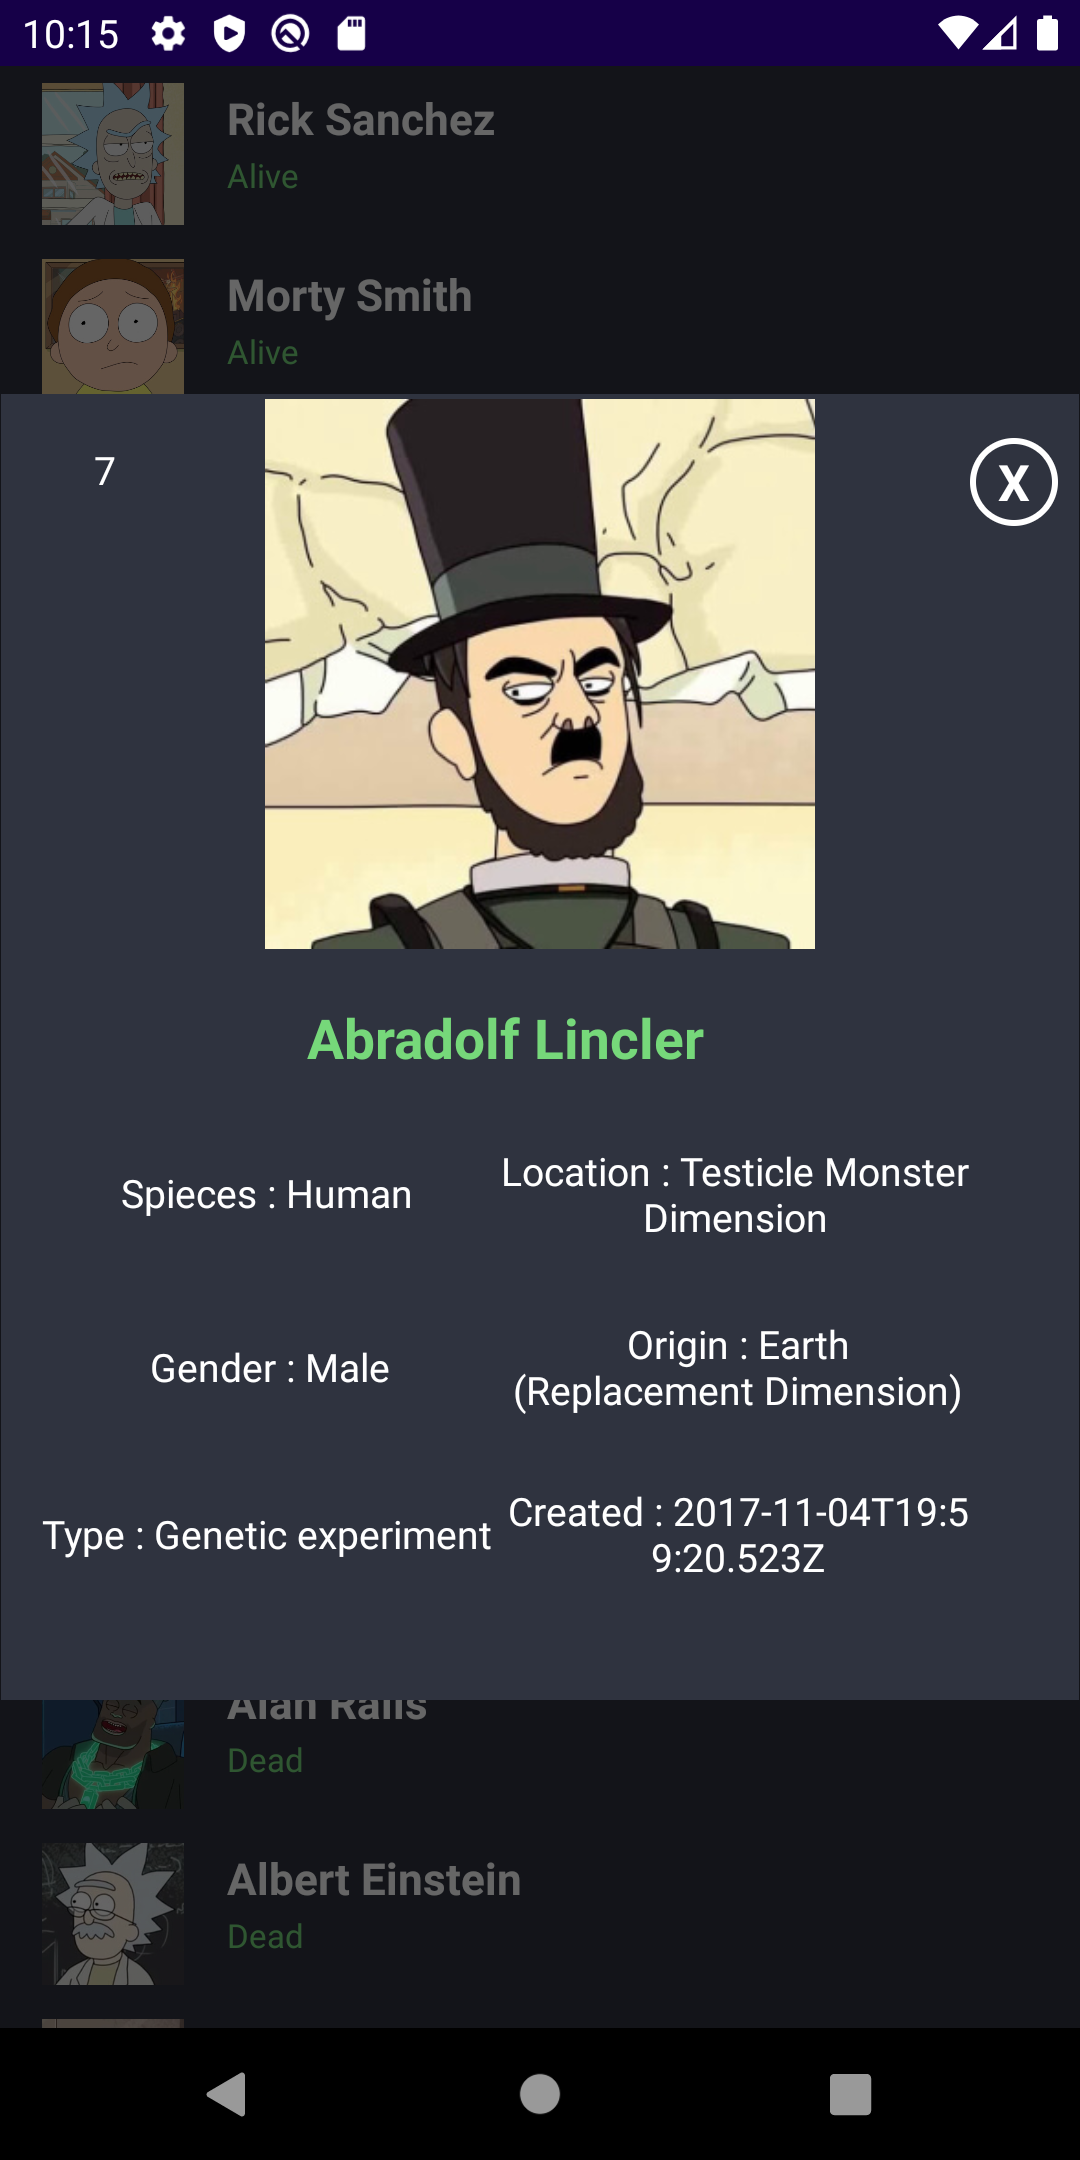 10:15
Rick Sanchez
Alive
Morty Smith
Alive
7
X
Abradolf Lincler
Spieces : Human
Location : Testicle Monster
Dimension
Gender : Male
Origin : Earth
(Replacement Dimension)
Type : Genetic experiment
Created : 2017-11-04T19:5
9:20.523Z
Alan Rails
Dead
Albert Einstein
Dead